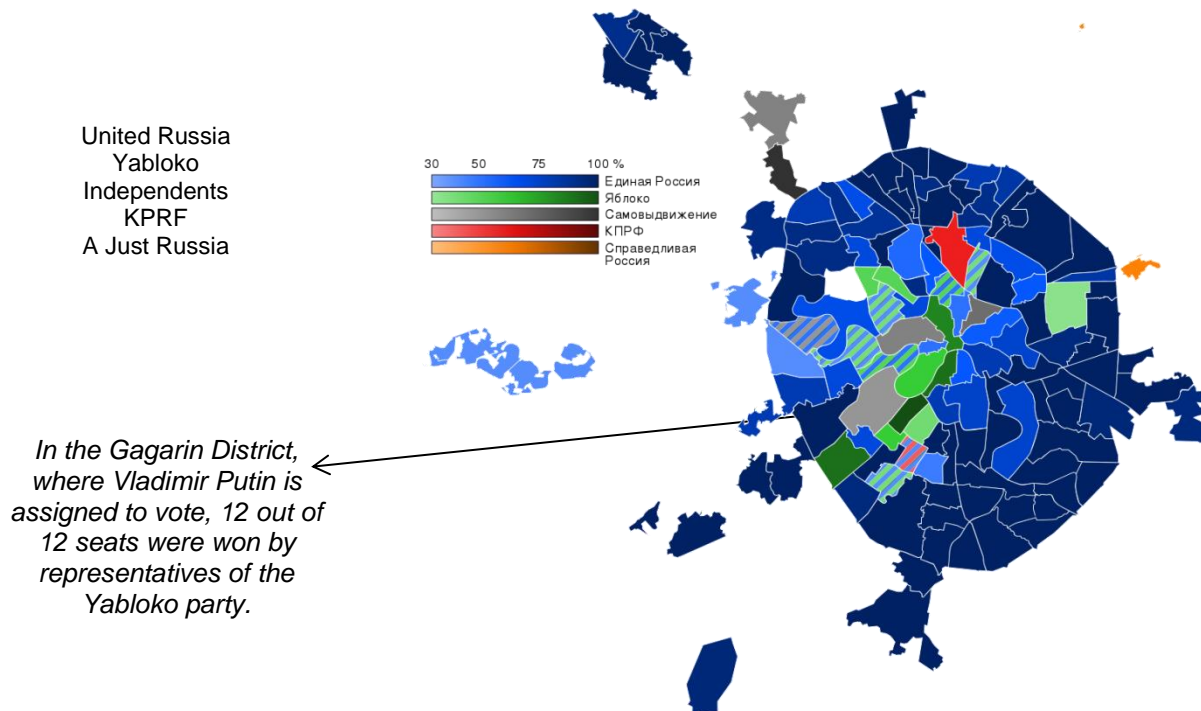 United Russia
Yabloko
Independents
KPRF
A Just Russia
30 50 75 100 %
Единая Россия
Яблоко
Самовыдвижение
КПРФ
Справедливая
Россия
In the Gagarin District,
where Vladimir Putin is
assigned to vote, 12 out of
12 seats were won by
representatives of the
Yabloko party.